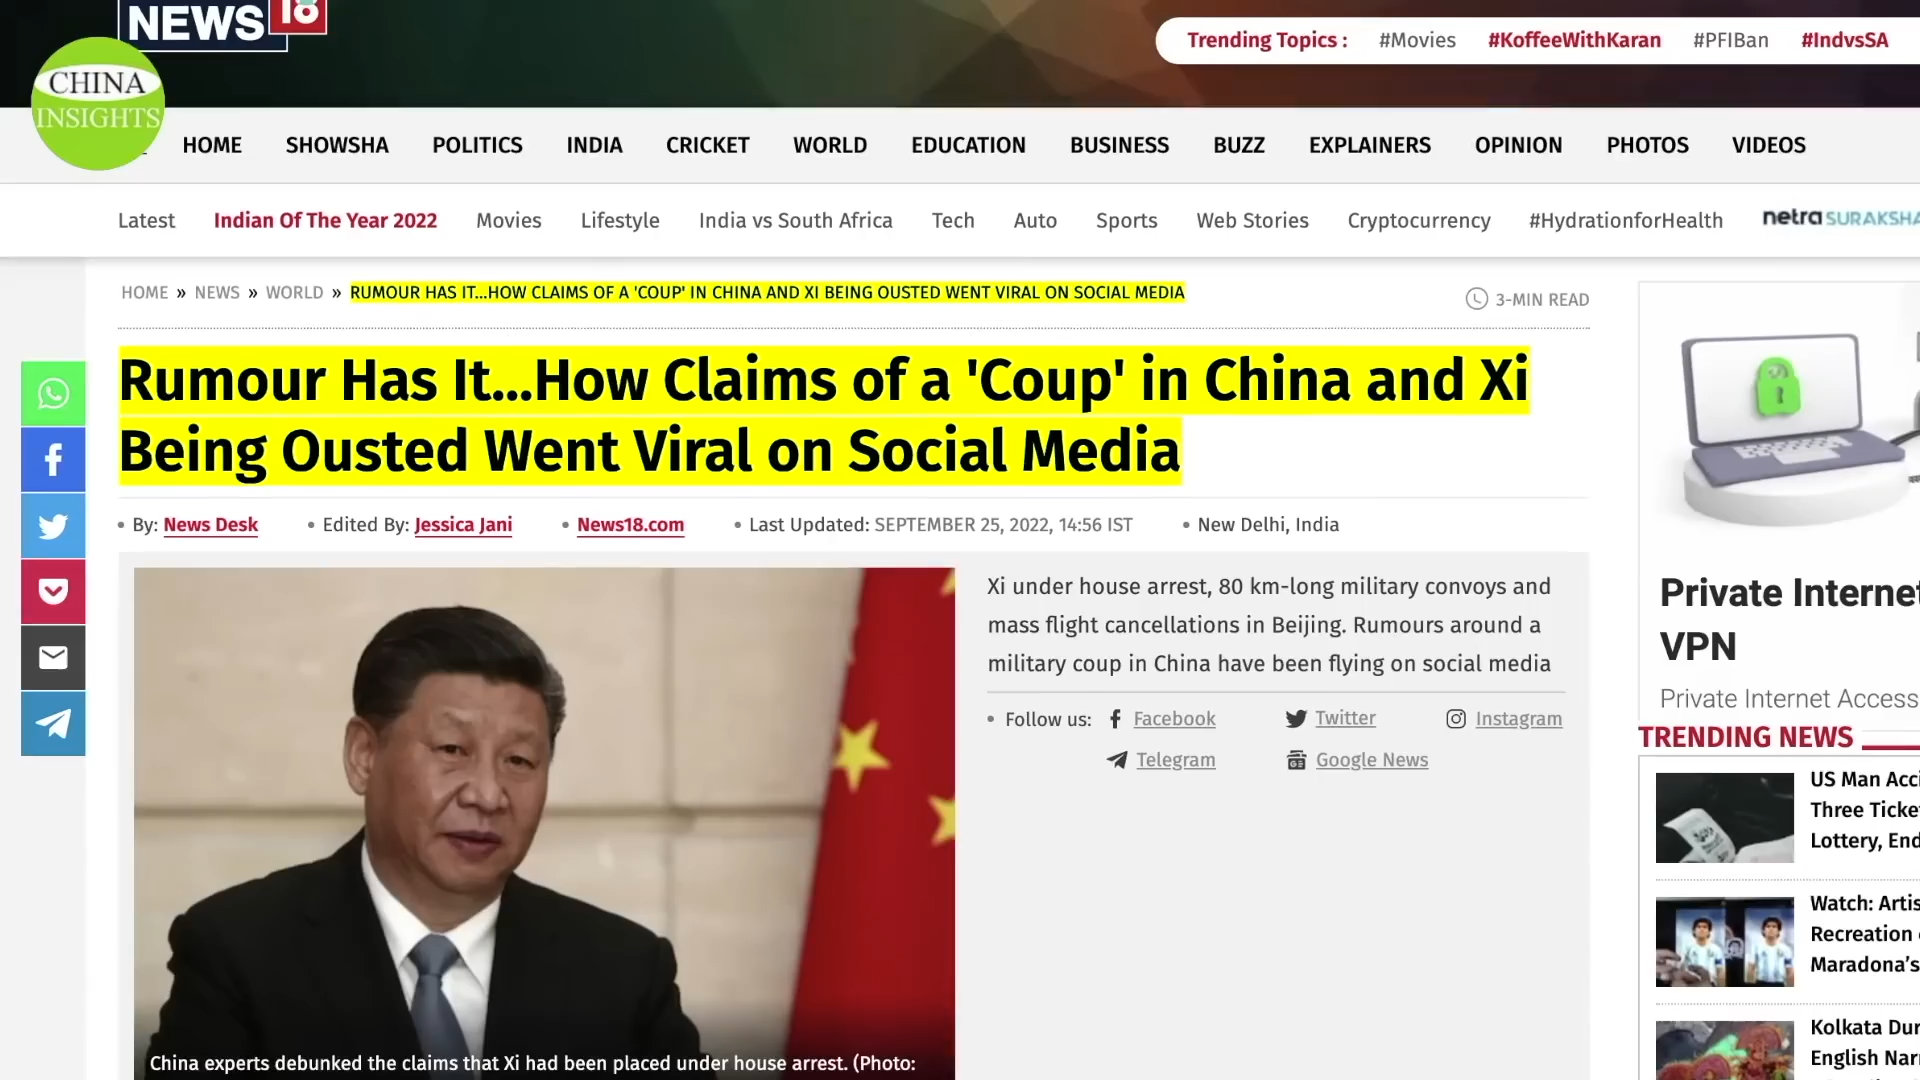 NEWS 18
Trending Topics : #Movies #KoffeeWithKaran #PFIBan #IndvsSA
CHINA
INSIGHTS
HOME SHOWSHA POLITICS INDIA CRICKET WORLD EDUCATION BUSINESS BUZZ EXPLAINERS OPINION PHOTOS VIDEOS
Latest Indian Of The Year 2022 Movies Lifestyle India vs South Africa Tech Auto Sports Web Stories Cryptocurrency #HydrationforHealth netra SURAKSHA
HOME » NEWS » WORLD » RUMOUR HAS IT...HOW CLAIMS OF A 'COUP' IN CHINA AND XI BEING OUSTED WENT VIRAL ON SOCIAL MEDIA
3-MIN READ
Rumour Has It...How Claims of a 'Coup' in China and Xi
Being Ousted Went Viral on Social Media
• By: News Desk • Edited By: Jessica Jani • News18.com • Last Updated: SEPTEMBER 25, 2022, 14:56 IST • New Delhi, India
Xi under house arrest, 80 km-long military convoys and
mass flight cancellations in Beijing. Rumours around a
military coup in China have been flying on social media
• Follow us: Facebook Twitter Instagram
Telegram Google News
China experts debunked the claims that Xi had been placed under house arrest. (Photo:
Private Internet
VPN
Private Internet Access
TRENDING NEWS
US Man Acci
Three Ticke
Lottery, End
Watch: Artis
Recreation
Maradona's
Kolkata Dur
English Nar